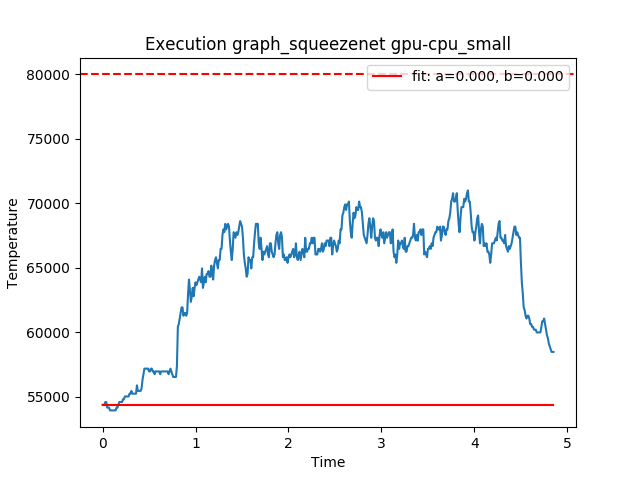 Execution graph_squeezenet gpu-cpu_small
fit: a=0.000, b=0.000
80000
75000
70000
65000
60000
55000
Temperature
0 1 2 3 4 5
Time